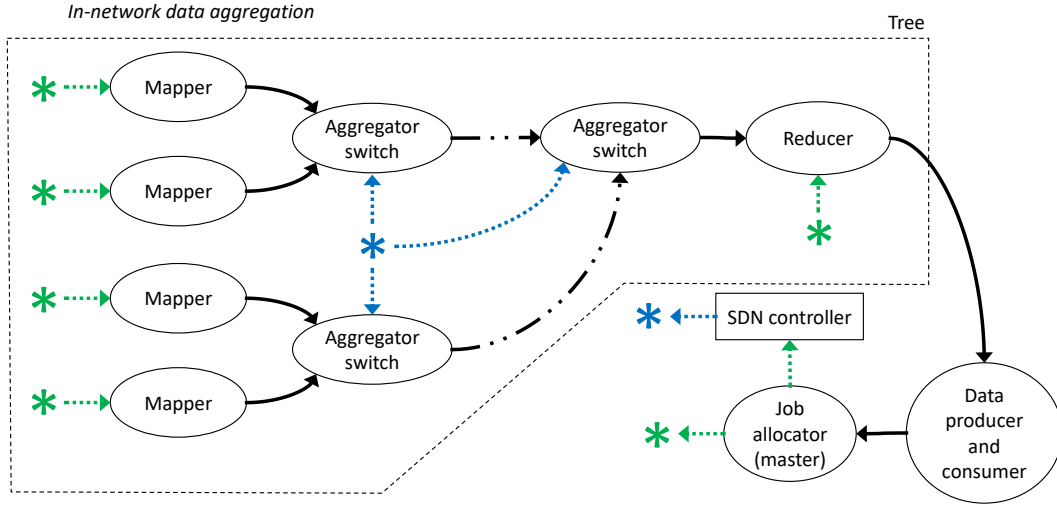 In-network data aggregation
Tree
Mapper
Mapper
Mapper
Mapper
Aggregator
switch
Aggregator
switch
Aggregator
switch
Reducer
SDN controller
Job
allocator
(master)
Data
producer
and
consumer